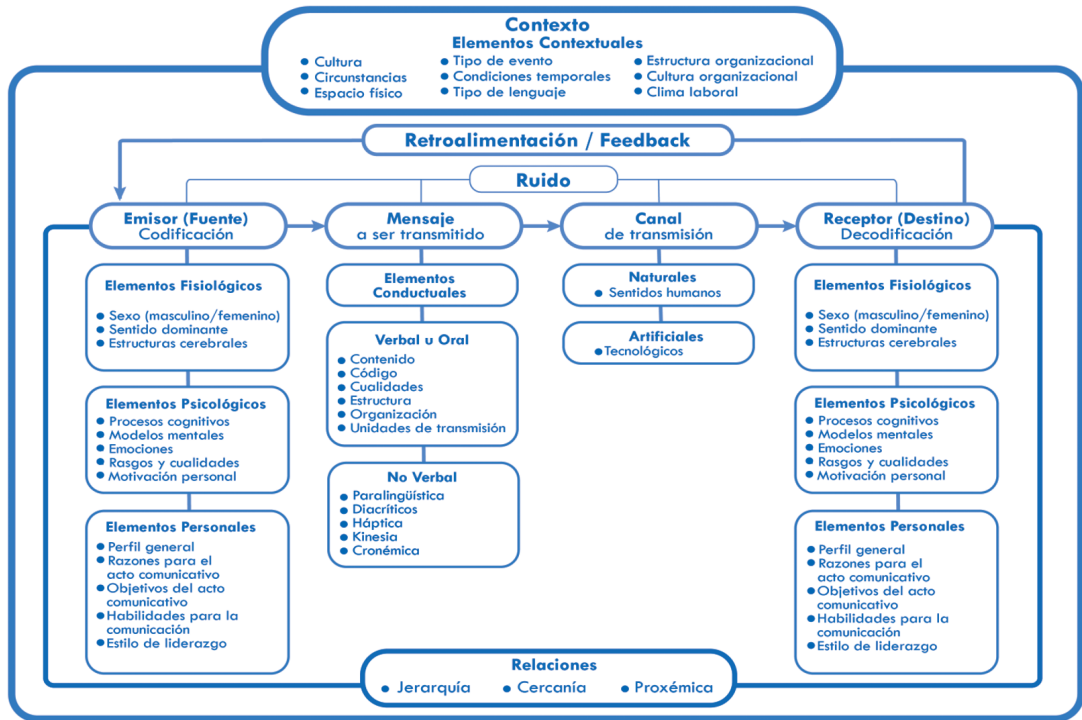 Contexto
Elementos Contextuales
● Cultura
● Circunstancias
● Espacio físico
● Tipo de evento
● Condiciones temporales
● Tipo de lenguaje
● Estructura organizacional
● Cultura organizacional
● Clima laboral
Retroalimentación / Feedback
Ruido
Emisor (Fuente)
Codificación
Mensaje
a ser transmitido
Canal
de transmisión
Receptor (Destino)
Decodificación
Elementos Fisiológicos
● Sexo (masculino/femenino)
● Sentido dominante
● Estructuras cerebrales
Elementos Psicológicos
● Procesos cognitivos
● Modelos mentales
● Emociones
● Rasgos y cualidades
● Motivación personal
Elementos Personales
● Perfil general
● Razones para el
acto comunicativo
● Objetivos del acto
comunicativo
● Habilidades para la
comunicación
● Estilo de liderazgo
Elementos
Conductuales
Verbal u Oral
● Contenido
● Código
● Cualidades
● Estructura
● Organización
● Unidades de transmisión
No Verbal
● Paralingüística
● Diacríticos
● Háptica
● Kinesia
● Cronémica
Naturales
● Sentidos humanos
Artificiales
● Tecnológicos
Elementos Fisiológicos
● Sexo (masculino/femenino)
● Sentido dominante
● Estructuras cerebrales
Elementos Psicológicos
● Procesos cognitivos
● Modelos mentales
● Emociones
● Rasgos y cualidades
● Motivación personal
Elementos Personales
● Perfil general
● Razones para el
acto comunicativo
● Objetivos del acto
comunicativo
● Habilidades para la
comunicación
● Estilo de liderazgo
Relaciones
● Jerarquía ● Cercanía ● Proxémica